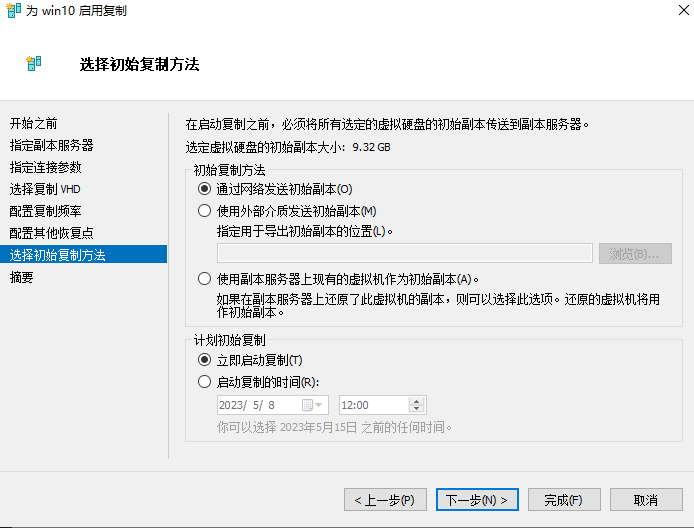 为 win10 启用复制
选择初始复制方法
开始之前
指定副本服务器
指定连接参数
选择复制 VHD
配置复制频率
配置其他恢复点
选择初始复制方法
摘要
在启动复制之前，必须将所有选定的虚拟硬盘的初始副本传送到副本服务器。
选定虚拟硬盘的初始副本大小: 9.32 GB
初始复制方法
通过网络发送初始副本(O)
使用外部介质发送初始副本(M)
指定用于导出初始副本的位置(L)。
浏览(B)...
使用副本服务器上现有的虚拟机作为初始副本(A)。
如果在副本服务器上还原了此虚拟机的副本，则可以选择此选项。还原的虚拟机将用
作初始副本。
计划初始复制
立即启动复制(T)
启动复制的时间(R):
2023/ 5/ 8 12:00
你可以选择 2023年5月15日 之前的任何时间。
< 上一步(P) 下一步(N) > 完成(F) 取消